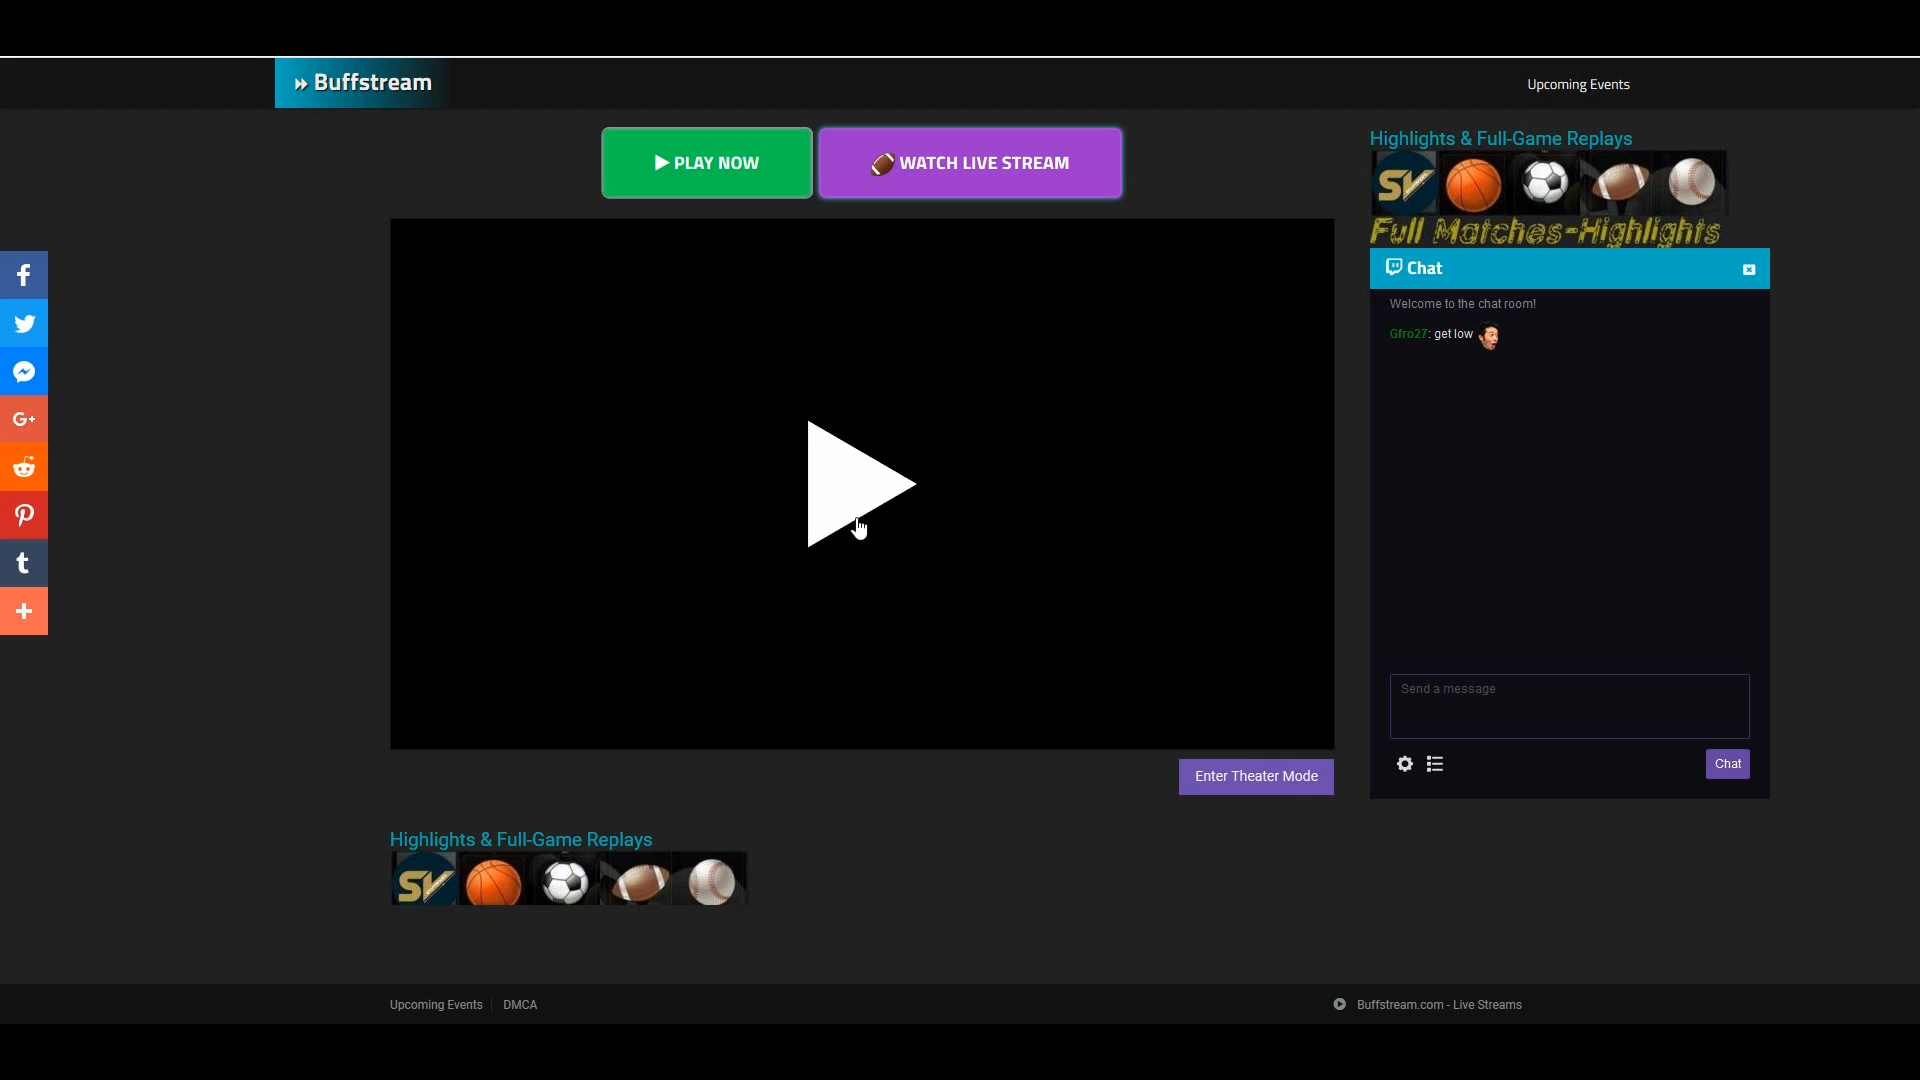 Buffstream
Upcoming Events
PLAY NOW
WATCH LIVE STREAM
Highlights & Full-Game Replays
SV
Full Matches-Highlights
Chat
Welcome to the chat room!
Gfro27: get low
Send a message
Chat
Enter Theater Mode
Highlights & Full-Game Replays
SV
Upcoming Events
DMCA
Buffstream.com - Live Streams